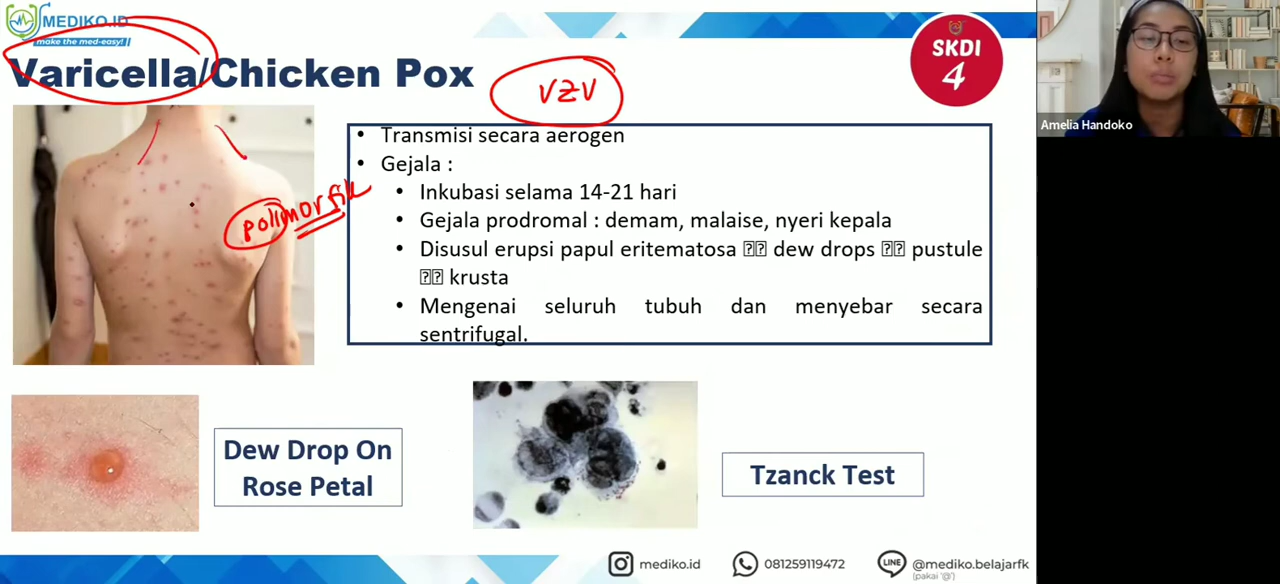 MEDIKO.ID
make the med-easy!
Varicella/Chicken Pox
VZV
SKDI
4
Amelia Handoko
• Transmisi secara aerogen
• Gejala :
• Inkubasi selama 14-21 hari
• Gejala prodromal : demam, malaise, nyeri kepala
• Disusul erupsi papul eritematosa ⍰⍰ dew drops ⍰⍰ pustule
⍰⍰ krusta
• Mengenai seluruh tubuh dan menyebar secara
sentrifugal.
polimorfik
Dew Drop On
Rose Petal
Tzanck Test
mediko.id
081259119472
LINE
@mediko.belajarfk
(pakai '@')